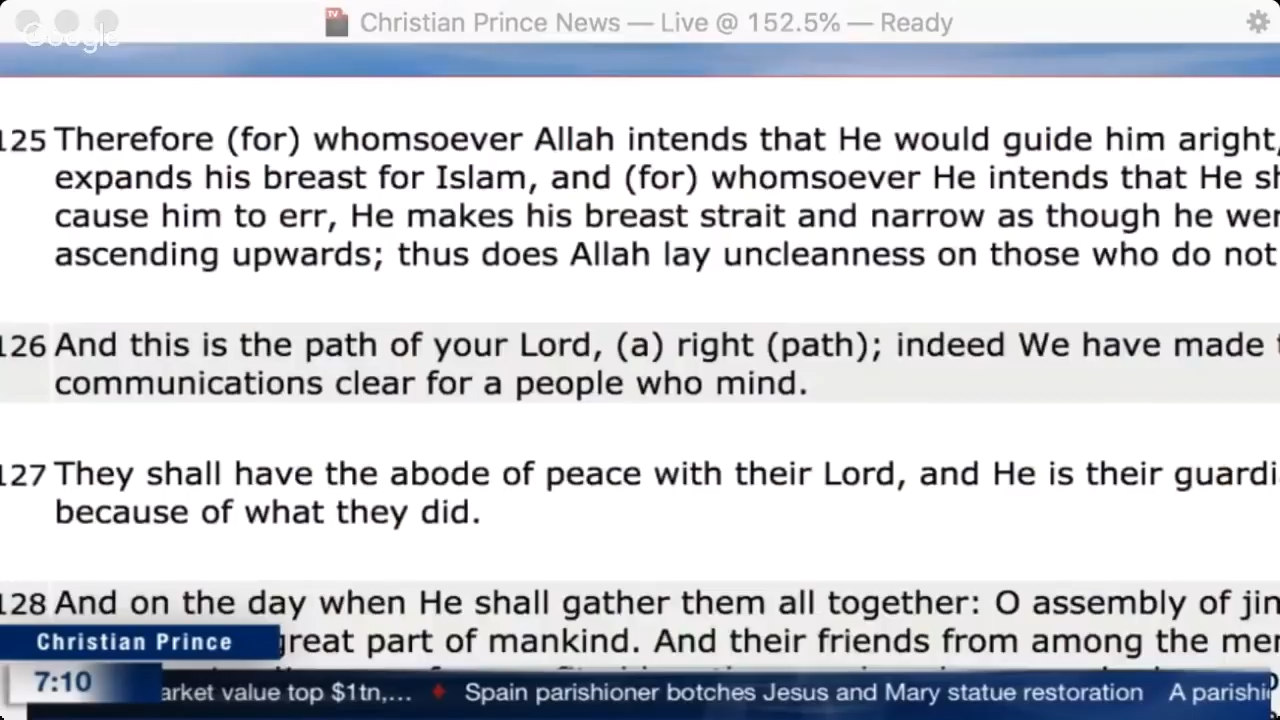 Christian Prince News — Live @ 152.5% — Ready
Google
125 Therefore (for) whomsoever Allah intends that He would guide him aright,
expands his breast for Islam, and (for) whomsoever He intends that He sh
cause him to err, He makes his breast strait and narrow as though he wer
ascending upwards; thus does Allah lay uncleanness on those who do not
126 And this is the path of your Lord, (a) right (path); indeed We have made t
communications clear for a people who mind.
127 They shall have the abode of peace with their Lord, and He is their guardi
because of what they did.
128 And on the day when He shall gather them all together: O assembly of jin
great part of mankind. And their friends from among the me
Christian Prince
7:10
arket value top $1tn,... ♦ Spain parishioner botches Jesus and Mary statue restoration A parishi